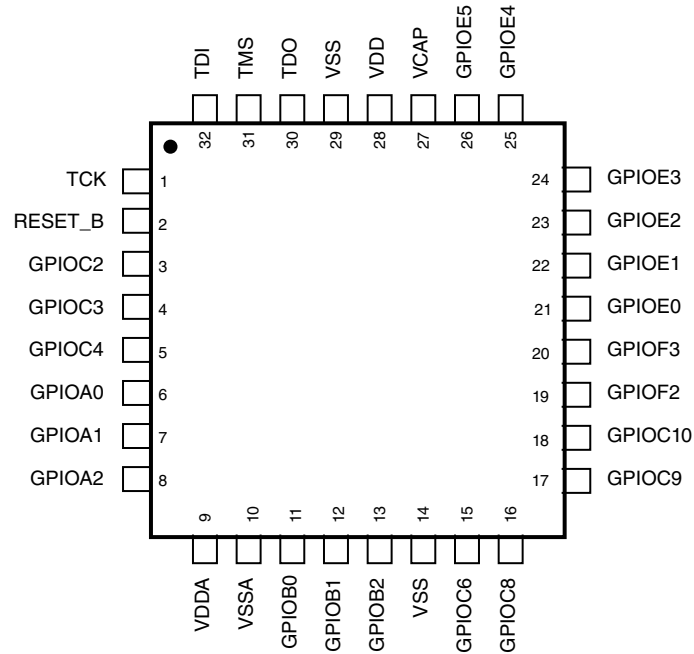 TDI TMS TDO VSS VDD VCAP GPIOE5 GPIOE4
32 31 30 29 28 27 26 25
TCK 1 24 GPIOE3
RESET_B 2 23 GPIOE2
GPIOC2 3 22 GPIOE1
GPIOC3 4 21 GPIOE0
GPIOC4 5 20 GPIOF3
GPIOA0 6 19 GPIOF2
GPIOA1 7 18 GPIOC10
GPIOA2 8 17 GPIOC9
9 10 11 12 13 14 15 16
VDDA VSSA GPIOB0 GPIOB1 GPIOB2 VSS GPIOC6 GPIOC8